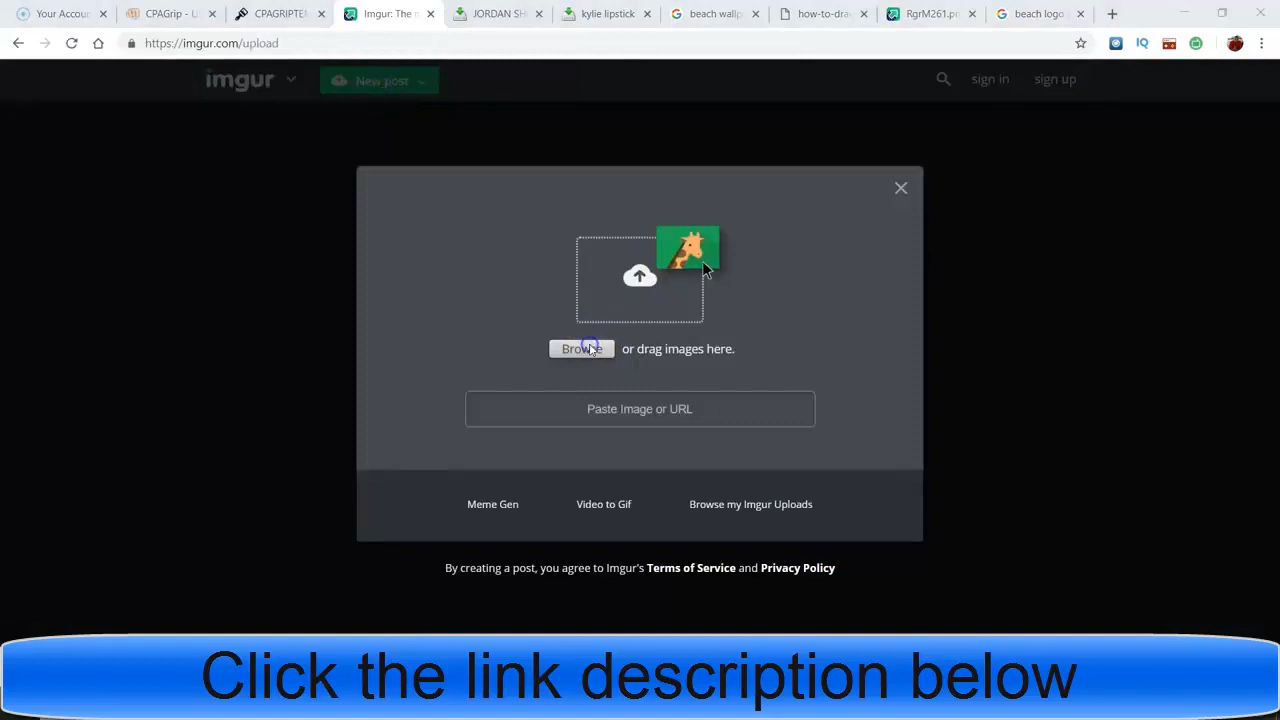 Your Accou
CPAGrip - U
CPAGRIPTEM
Imgur: The m
JORDAN SH
kylie lipstick
beach wallp
how-to-dra
RgrM261.pn
beach logo
https://imgur.com/upload
imgur
New post
sign in
sign up
Browse
or drag images here.
Paste Image or URL
Meme Gen
Video to Gif
Browse my Imgur Uploads
By creating a post, you agree to Imgur's Terms of Service and Privacy Policy
Click the link description below